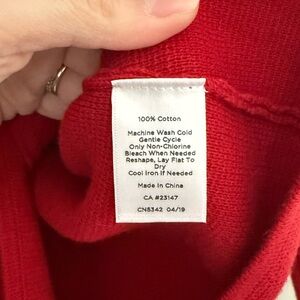 100% Cotton
Machine Wash Cold
Gentle Cycle
Only Non-Chlorine
Bleach When Needed
Reshape, Lay Flat To
Dry
Cool Iron If Needed
Made In China
CA #23147
CN5342 04/19